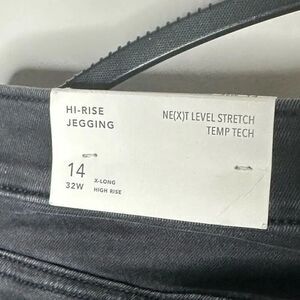 HI-RISE
JEGGING
NE(X)T LEVEL STRETCH
TEMP TECH
14
32W
X-LONG
HIGH RISE